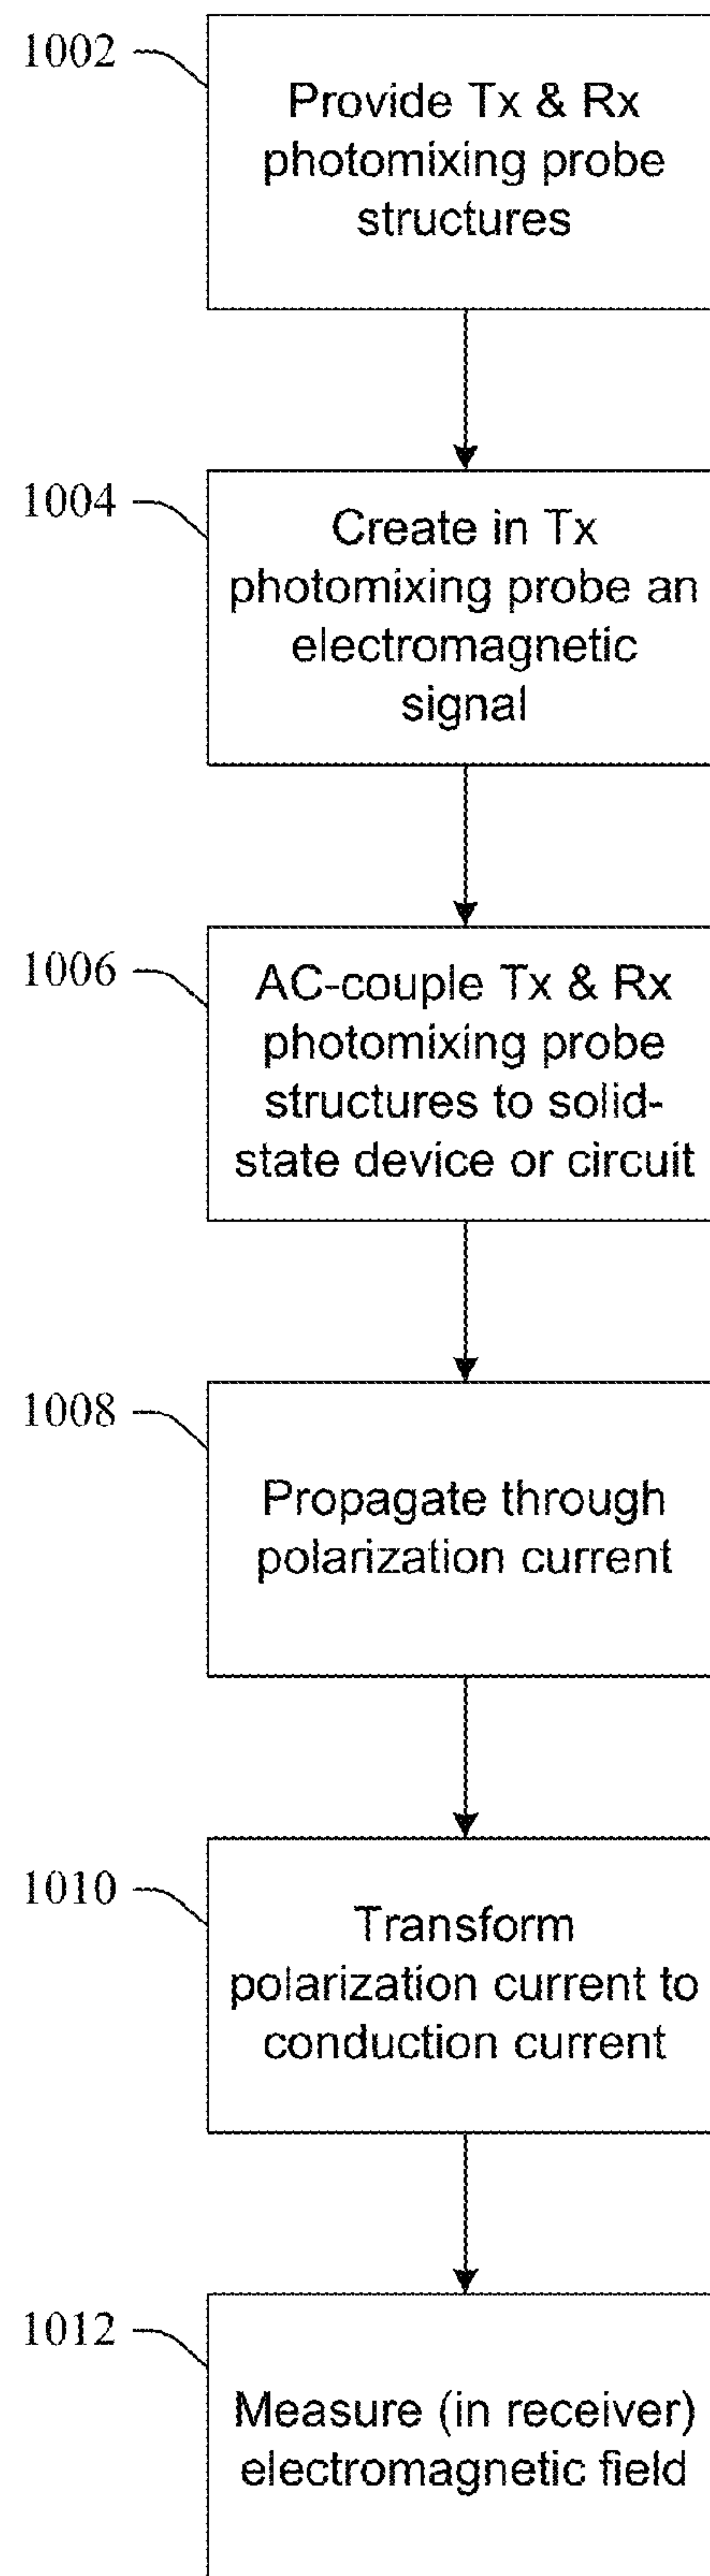 1002
Provide Tx & Rx
photomixing probe
structures
1004
Create in Tx
photomixing probe an
electromagnetic
signal
1006
AC-couple Tx & Rx
photomixing probe
structures to solid-
state device or circuit
1008
Propagate through
polarization current
1010
Transform
polarization current to
conduction current
1012
Measure (in receiver)
electromagnetic field